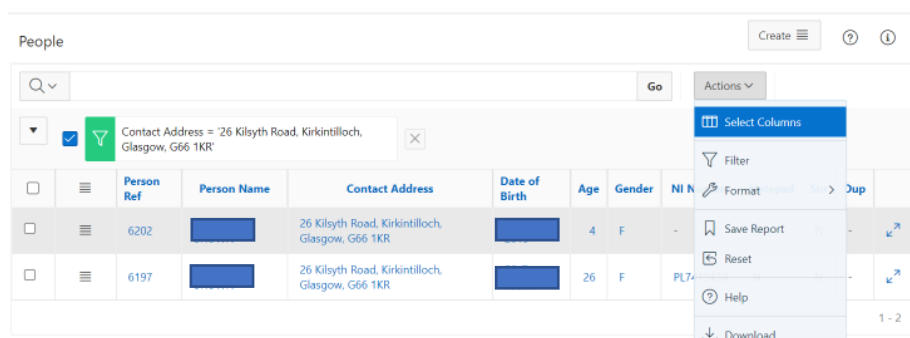 People
Create
Go
Actions
Contact Address = '26 Kilsyth Road, Kirkintilloch,
Glasgow, G66 1KR'
Select Columns
Filter
Format
Save Report
Reset
Help
Download
Person Ref Person Name Contact Address Date of Birth Age Gender NI N Dup
6202 26 Kilsyth Road, Kirkintilloch,
Glasgow, G66 1KR 4 F - -
6197 26 Kilsyth Road, Kirkintilloch,
Glasgow, G66 1KR 26 F PL74 -
1 - 2